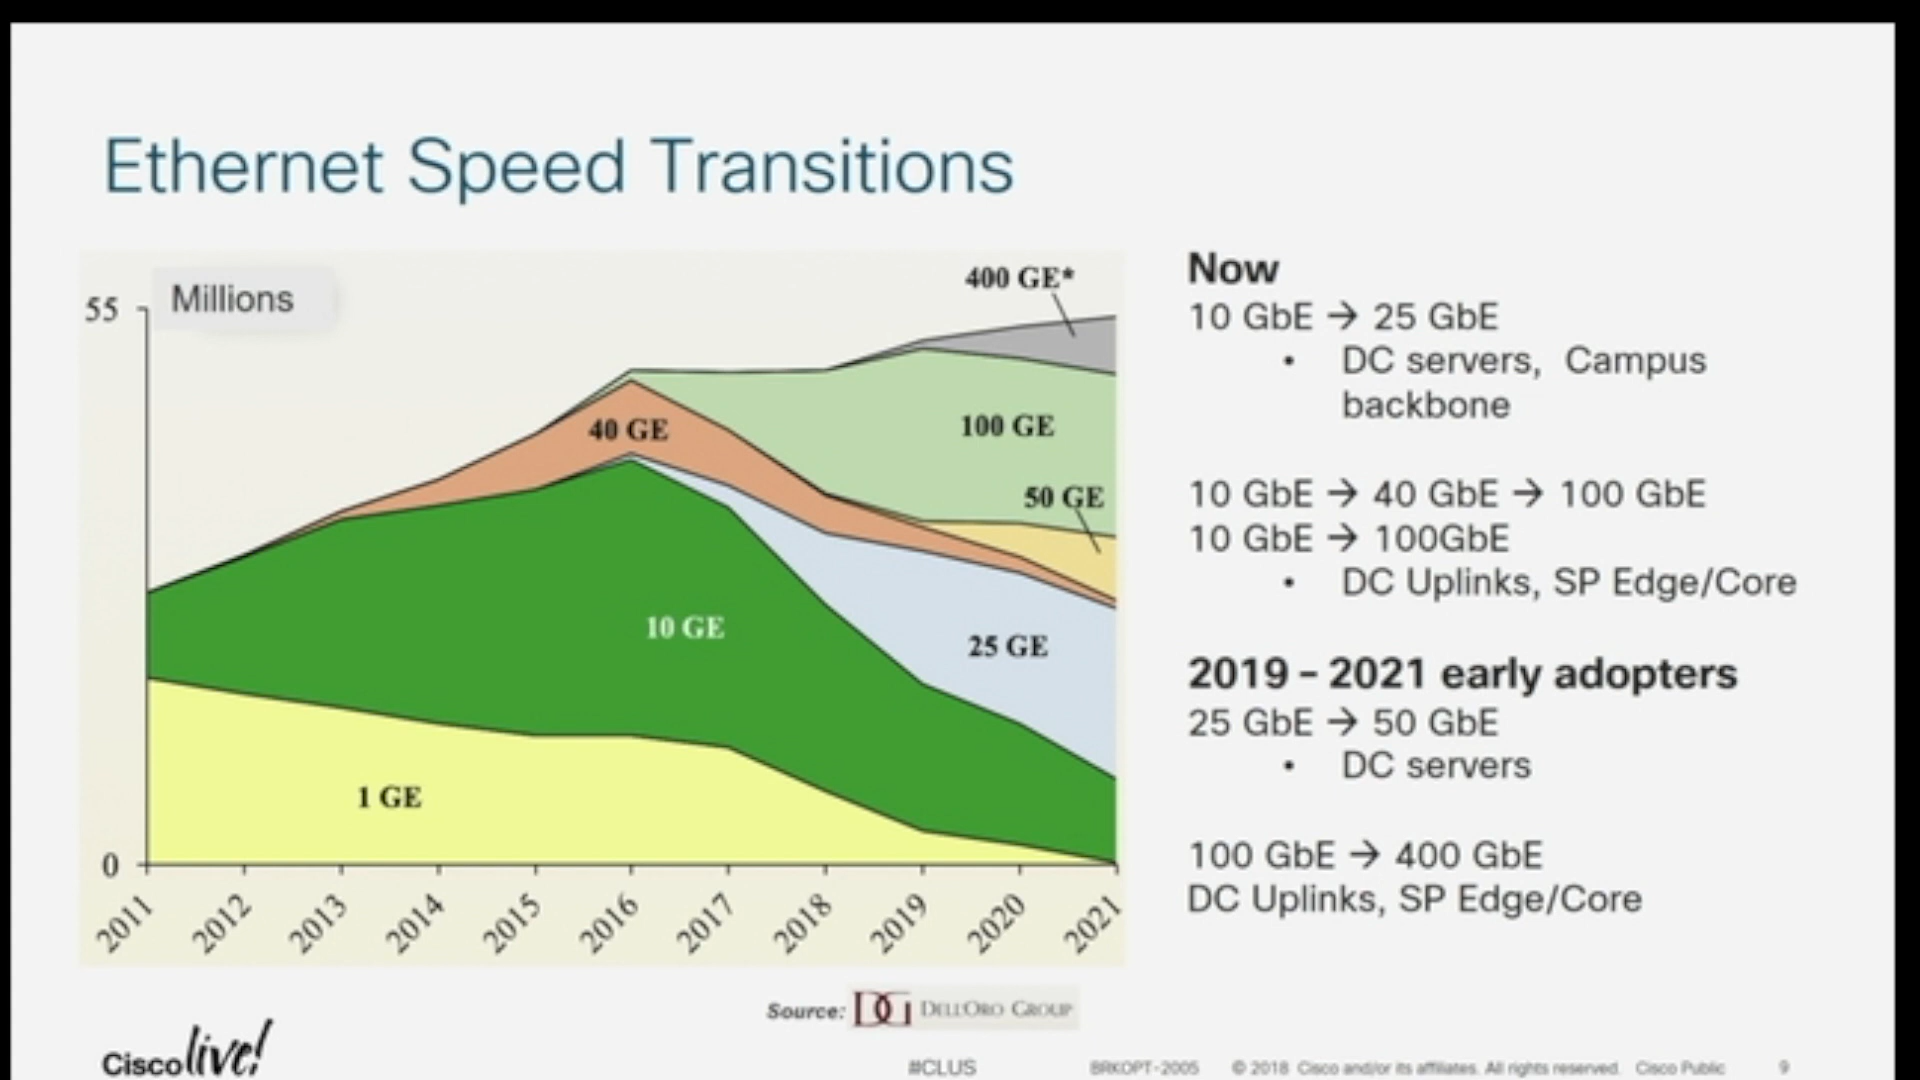 Ethernet Speed Transitions
Millions
55
0
400 GE*
100 GE
50 GE
40 GE
25 GE
10 GE
1 GE
2011 2012 2013 2014 2015 2016 2017 2018 2019 2020 2021
Now
10 GbE → 25 GbE
• DC servers, Campus
backbone
10 GbE → 40 GbE → 100 GbE
10 GbE → 100GbE
• DC Uplinks, SP Edge/Core
2019 – 2021 early adopters
25 GbE → 50 GbE
• DC servers
100 GbE → 400 GbE
DC Uplinks, SP Edge/Core
Source: DG DELL'ORO GROUP
Cisco live!
#CLUS
BRKOPT-2005
© 2018 Cisco and/or its affiliates. All rights reserved. Cisco Public
9